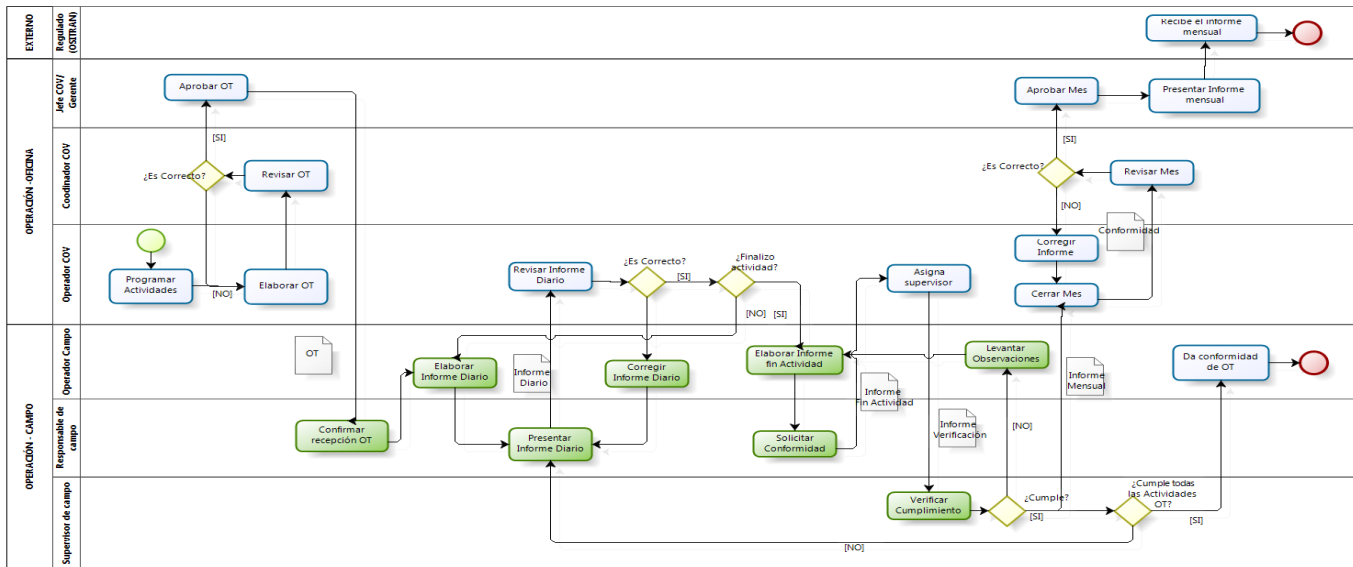 EXTERNO
Regulado
(OSITRAN)
Recibe el informe
mensual
OPERACIÓN -OFICINA
Jefe COV/
Gerente
Aprobar OT
Aprobar Mes
Presentar Informe
mensual
[SI]
[SI]
Coodinador COV
¿Es Correcto?
Revisar OT
¿Es Correcto?
Revisar Mes
[NO]
Conformidad
Operador COV
Programar
Actividades
[NO]
Elaborar OT
Revisar Informe
Diario
¿Es Correcto?
[SI]
¿Finalizo
actividad?
[NO]
[SI]
Asigna
supervisor
Corregir
Informe
Cerrar Mes
OPERACIÓN - CAMPO
Operador Campo
OT
Elaborar
Informe Diario
Informe
Diario
Corregir
Informe Diario
Elaborar Informe
fin Actividad
Informe
Fin Actividad
Levantar
Observaciones
Informe
Mensual
Da conformidad
de OT
Responsable de
campo
Confirmar
recepción OT
Presentar
Informe Diario
Solicitar
Conformidad
Informe
Verificación
[NO]
Supervisor de campo
Verificar
Cumplimiento
¿Cumple?
[SI]
¿Cumple todas
las Actividades
OT?
[SI]
[NO]